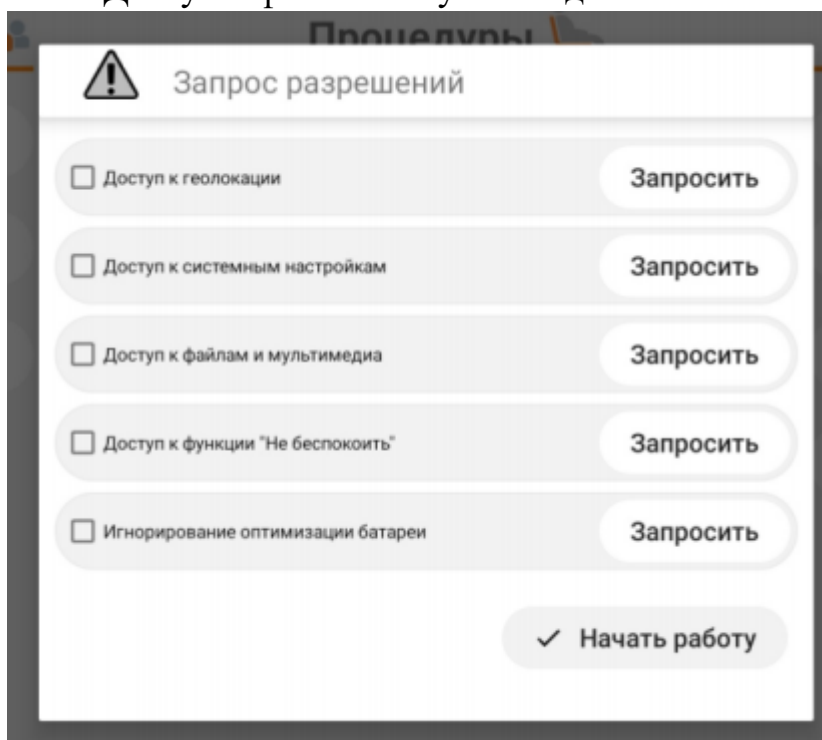 Процедуры
Запрос разрешений
Доступ к геолокации
Запросить
Доступ к системным настройкам
Запросить
Доступ к файлам и мультимедиа
Запросить
Доступ к функции "Не беспокоить"
Запросить
Игнорирование оптимизации батареи
Запросить
Начать работу